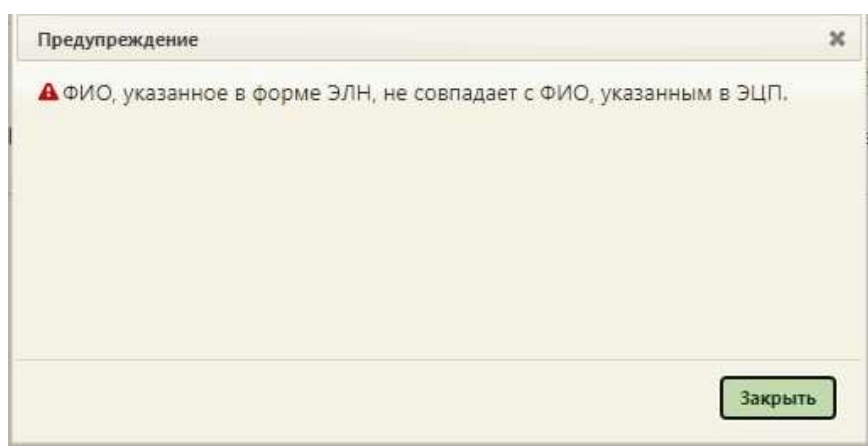 Предупреждение
ФИО, указанное в форме ЭЛН, не совпадает с ФИО, указанным в ЭЦП.
Закрыть